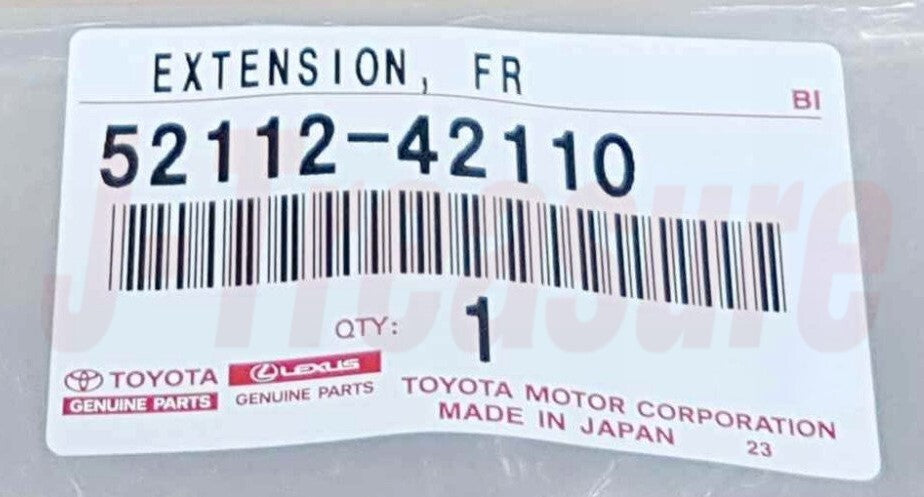 EXTENSION, FR
BI
52112-42110
J-Treasure
QTY: 1
TOYOTA
GENUINE PARTS
LEXUS
GENUINE PARTS
TOYOTA MOTOR CORPORATION
MADE IN JAPAN
23